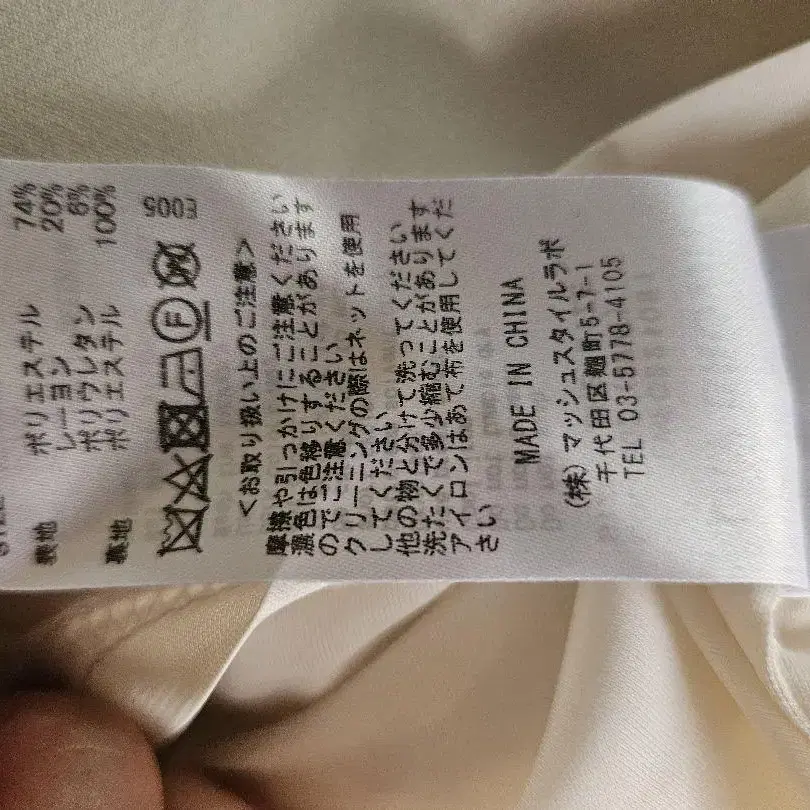 表地 ポリエステル 74%
レーヨン 20%
ポリウレタン 6%
裏地 ポリエステル 100%
E005
F
<お取り扱い上のご注意>
摩擦や引っかけにご注意ください
濃色は色移りすることがあります
のでご注意ください
クリーニングの際はネットを使用
してください
他の物と分けて洗ってください
洗たくで多少縮むことがあります
アイロンはあて布を使用してくだ
さい
MADE IN CHINA
(株)マッシュスタイルラボ
千代田区麹町5-7-1
TEL 03-5778-4105